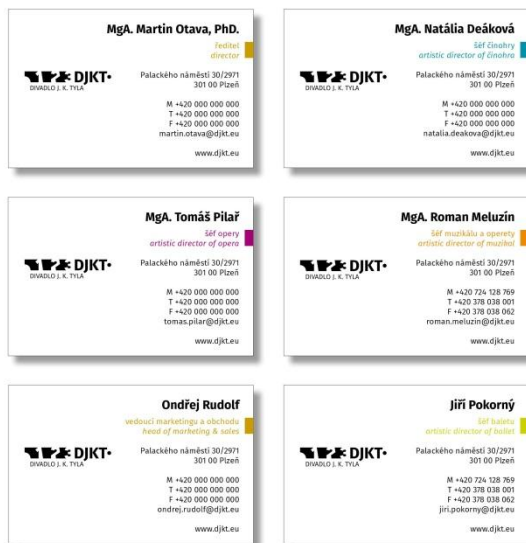 MgA. Martin Otava, PhD.
ředitel
director
DJKT
DIVADLO J. K. TYLA
Palackého náměstí 30/2971
301 00 Plzeň
M +420 000 000 000
T +420 000 000 000
F +420 000 000 000
martin.otava@djkt.eu
www.djkt.eu
MgA. Natália Deáková
šéf činohry
artistic director of činohra
DJKT
DIVADLO J. K. TYLA
Palackého náměstí 30/2971
301 00 Plzeň
M +420 000 000 000
T +420 000 000 000
F +420 000 000 000
natalia.deakova@djkt.eu
www.djkt.eu
MgA. Tomáš Pilař
šéf opery
artistic director of opera
DJKT
DIVADLO J. K. TYLA
Palackého náměstí 30/2971
301 00 Plzeň
M +420 000 000 000
T +420 000 000 000
F +420 000 000 000
tomas.pilar@djkt.eu
www.djkt.eu
MgA. Roman Meluzín
šéf muzikálu a operety
artistic director of muzikal
DJKT
DIVADLO J. K. TYLA
Palackého náměstí 30/2971
301 00 Plzeň
M +420 724 128 769
T +420 378 038 001
F +420 378 038 062
roman.meluzin@djkt.eu
www.djkt.eu
Ondřej Rudolf
vedoucí marketingu a obchodu
head of marketing & sales
DJKT
DIVADLO J. K. TYLA
Palackého náměstí 30/2971
301 00 Plzeň
M +420 000 000 000
T +420 000 000 000
F +420 000 000 000
ondrej.rudolf@djkt.eu
www.djkt.eu
Jiří Pokorný
šéf baletu
artistic director of ballet
DJKT
DIVADLO J. K. TYLA
Palackého náměstí 30/2971
301 00 Plzeň
M +420 724 128 769
T +420 378 038 001
F +420 378 038 062
jiri.pokorny@djkt.eu
www.djkt.eu